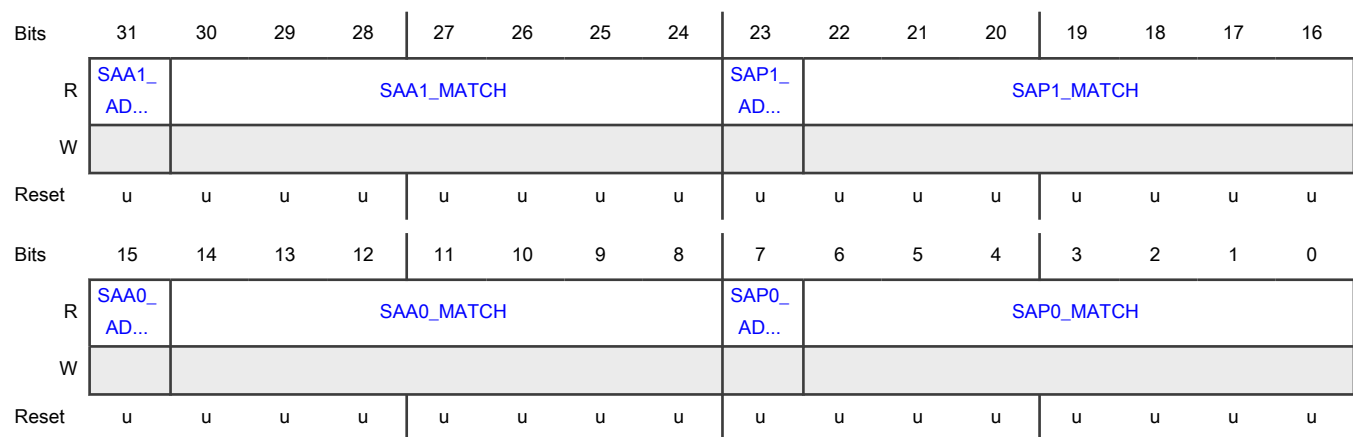 Bits 31 30 29 28 27 26 25 24 23 22 21 20 19 18 17 16
R SAA1_ AD... SAA1_MATCH SAP1_ AD... SAP1_MATCH
W
Reset u u u u u u u u u u u u u u u u
Bits 15 14 13 12 11 10 9 8 7 6 5 4 3 2 1 0
R SAA0_ AD... SAA0_MATCH SAP0_ AD... SAP0_MATCH
W
Reset u u u u u u u u u u u u u u u u